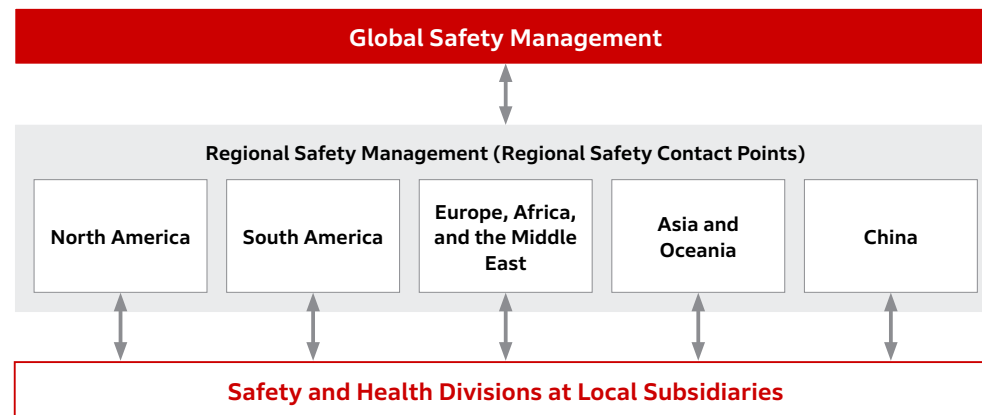 Global Safety Management
Regional Safety Management (Regional Safety Contact Points)
North America
South America
Europe, Africa,
and the Middle
East
Asia and
Oceania
China
Safety and Health Divisions at Local Subsidiaries